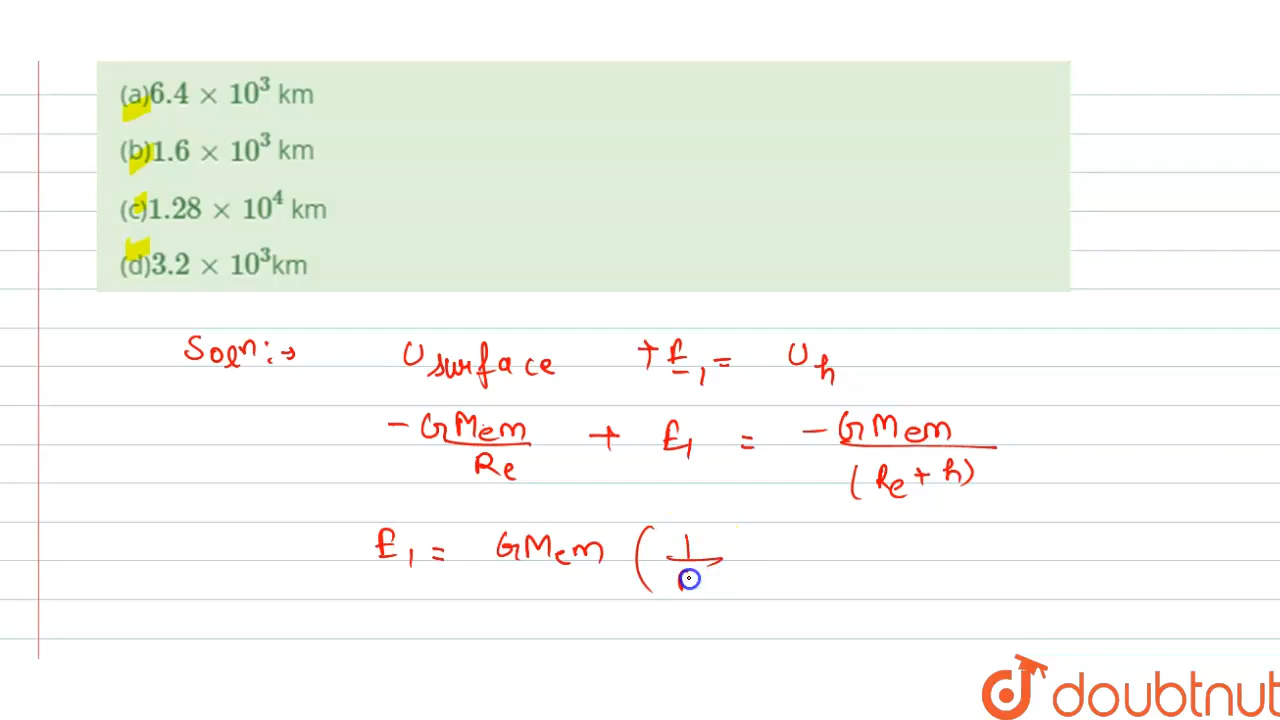 (a)6.4 × 10³ km
(b)1.6 × 10³ km
(c)1.28 × 10⁴ km
(d)3.2 × 10³km
Soln:→ U surface + E₁ = U h
-GMem/Re + E₁ = -GMem/(Re + h)
E₁ = GMem ( 1/
doubtnut